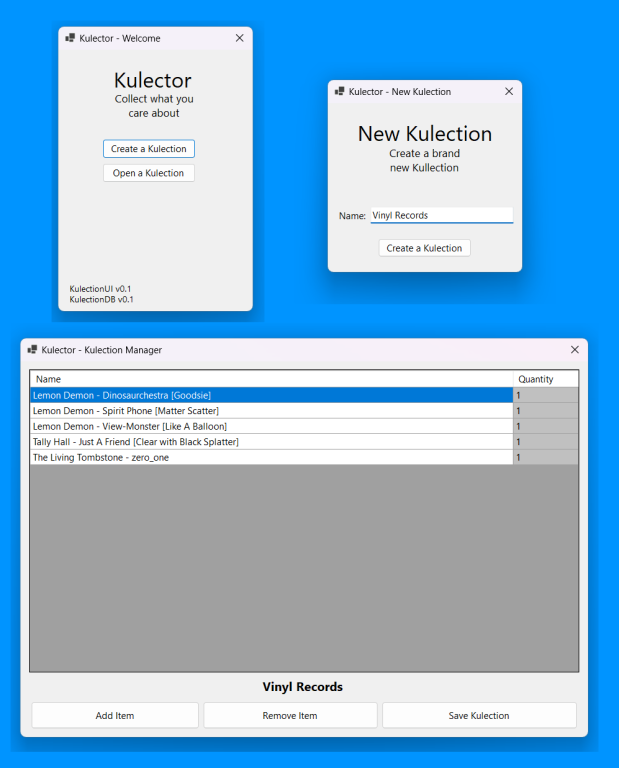 Kulector - Welcome
Kulector
Collect what you
care about
Create a Kulection
Open a Kulection
KulectionUI v0.1
KulectionDB v0.1
Kulector - New Kulection
New Kulection
Create a brand
new Kullection
Name: Vinyl Records
Create a Kulection
Kulector - Kulection Manager
Name Quantity
Lemon Demon - Dinosaurchestra [Goodsie] 1
Lemon Demon - Spirit Phone [Matter Scatter] 1
Lemon Demon - View-Monster [Like A Balloon] 1
Tally Hall - Just A Friend [Clear with Black Splatter] 1
The Living Tombstone - zero_one 1
Vinyl Records
Add Item Remove Item Save Kulection